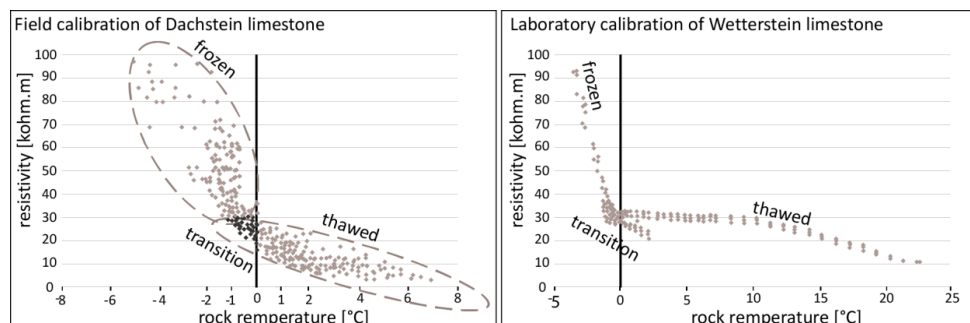 Field calibration of Dachstein limestone
frozen
100
90
80
70
60
50
40
30
20
10
0
resistivity [kohm.m]
thawed
transition
-8 -6 -4 -2 -1 0 1 2 4 6 8
rock remperature [°C]
Laboratory calibration of Wetterstein limestone
frozen
100
90
80
70
60
50
40
30
20
10
0
resistivity [kohm.m]
thawed
transition
-5 0 5 10 15 20 25
rock remperature [°C]